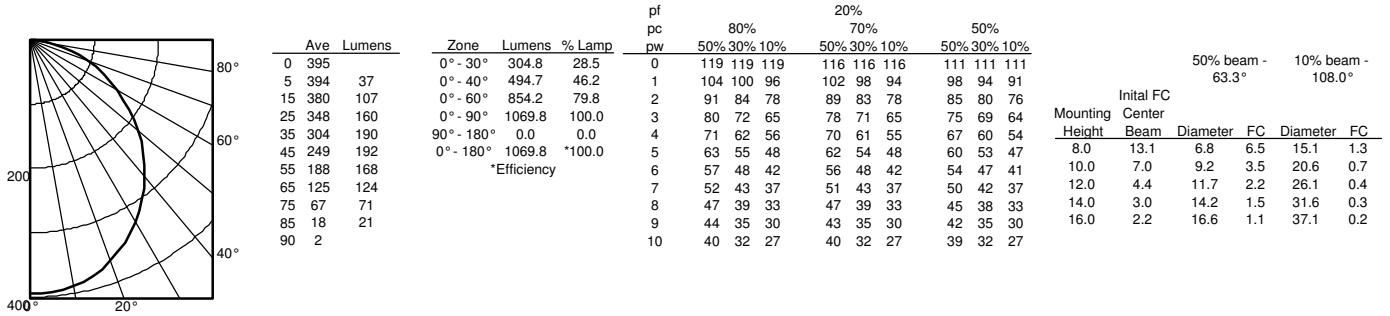 80°
60°
40°
20°
0°
200
400
Ave Lumens
0 395
5 394 37
15 380 107
25 348 160
35 304 190
45 249 192
55 188 168
65 125 124
75 67 71
85 18 21
90 2
Zone Lumens % Lamp
0° - 30° 304.8 28.5
0° - 40° 494.7 46.2
0° - 60° 854.2 79.8
0° - 90° 1069.8 100.0
90° - 180° 0.0 0.0
0° - 180° 1069.8 *100.0
*Efficiency
pf 20%
pc 80% 70% 50%
pw 50% 30% 10% 50% 30% 10% 50% 30% 10%
0 119 119 119 116 116 116 111 111 111
1 104 100 96 102 98 94 98 94 91
2 91 84 78 89 83 78 85 80 76
3 80 72 65 78 71 65 75 69 64
4 71 62 56 70 61 55 67 60 54
5 63 55 48 62 54 48 60 53 47
6 57 48 42 56 48 42 54 47 41
7 52 43 37 51 43 37 50 42 37
8 47 39 33 47 39 33 45 38 33
9 44 35 30 43 35 30 42 35 30
10 40 32 27 40 32 27 39 32 27
50% beam - 10% beam -
63.3° 108.0°
Inital FC
Mounting Center
Height Beam Diameter FC Diameter FC
8.0 13.1 6.8 6.5 15.1 1.3
10.0 7.0 9.2 3.5 20.6 0.7
12.0 4.4 11.7 2.2 26.1 0.4
14.0 3.0 14.2 1.5 31.6 0.3
16.0 2.2 16.6 1.1 37.1 0.2